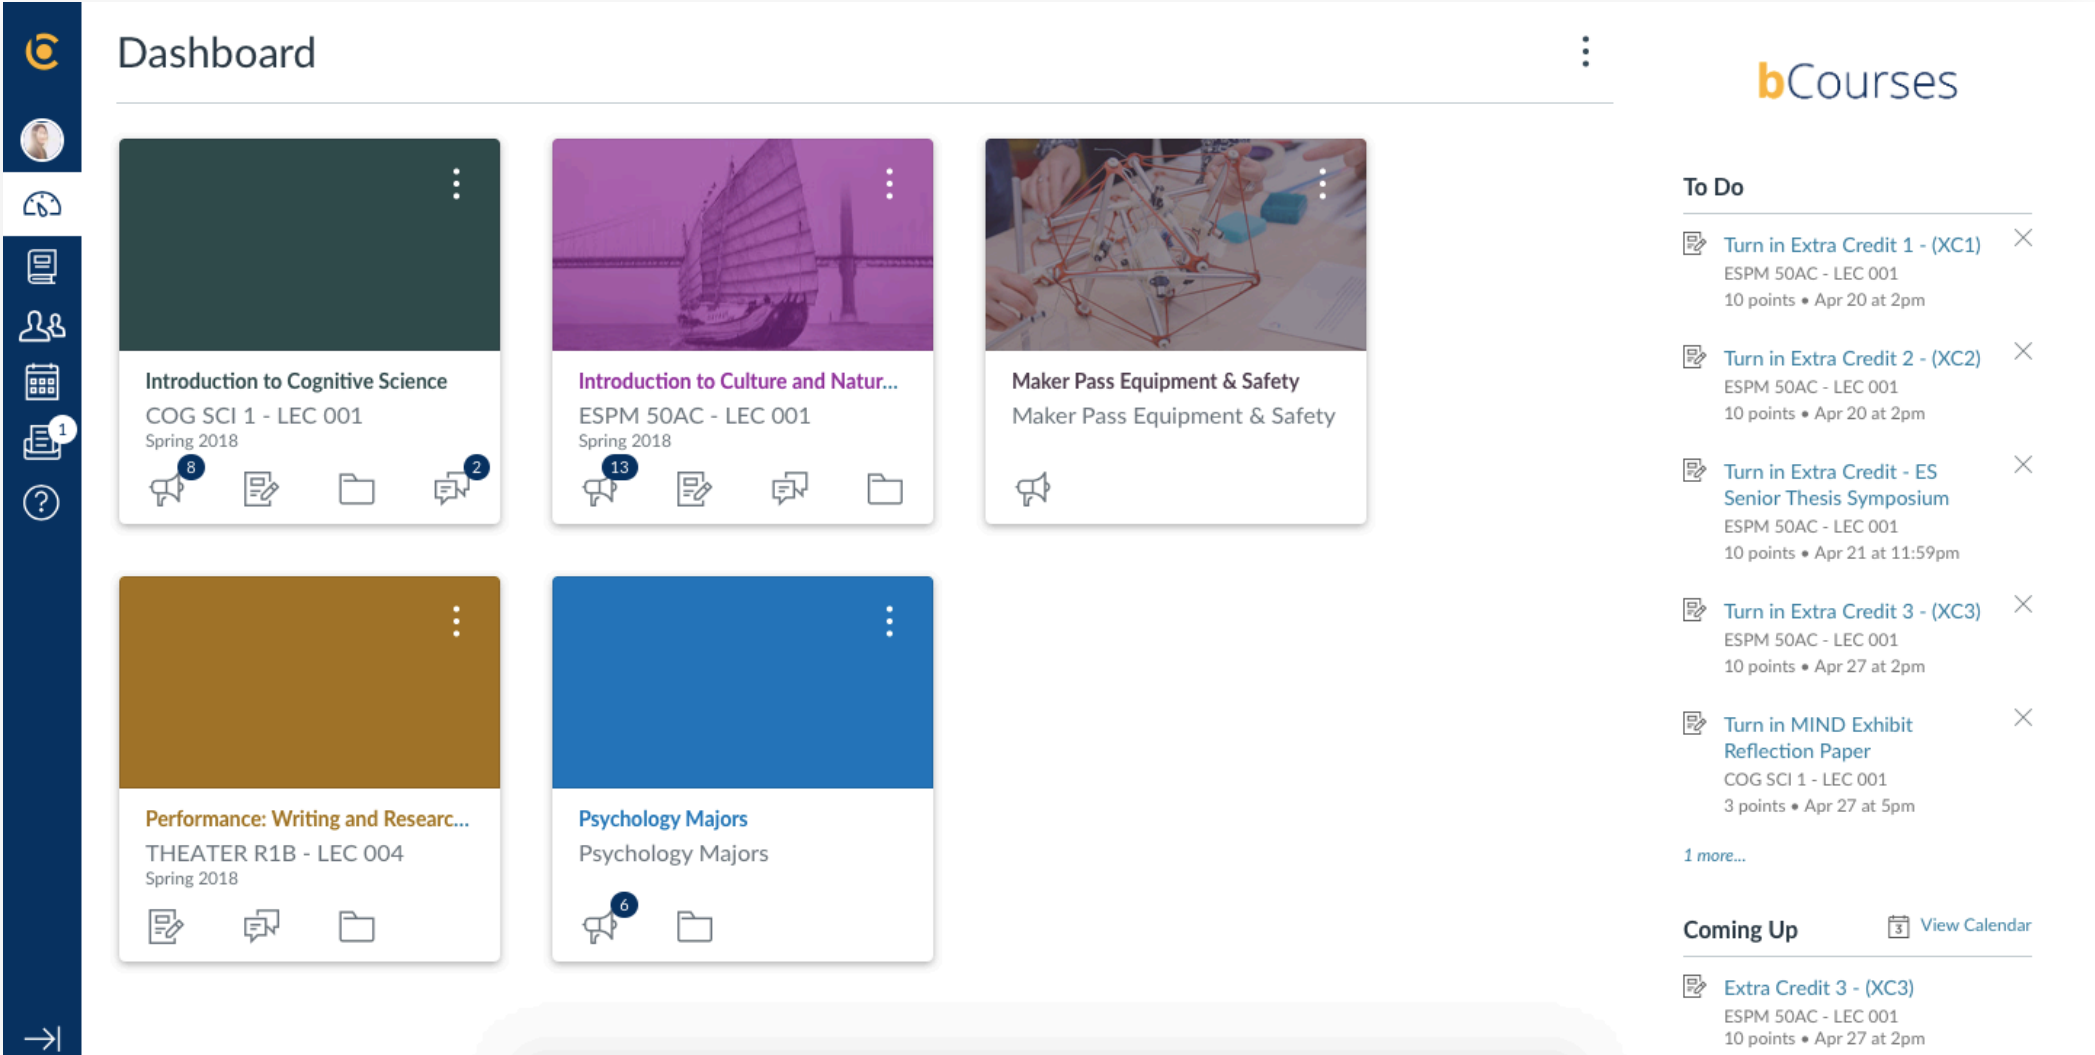 Dashboard
bCourses
Introduction to Cognitive Science
COG SCI 1 - LEC 001
Spring 2018
8
2
Introduction to Culture and Natur...
ESPM 50AC - LEC 001
Spring 2018
13
Maker Pass Equipment & Safety
Maker Pass Equipment & Safety
1
Performance: Writing and Researc...
THEATER R1B - LEC 004
Spring 2018
Psychology Majors
Psychology Majors
6
To Do
Turn in Extra Credit 1 - (XC1)
ESPM 50AC - LEC 001
10 points • Apr 20 at 2pm
Turn in Extra Credit 2 - (XC2)
ESPM 50AC - LEC 001
10 points • Apr 20 at 2pm
Turn in Extra Credit - ES
Senior Thesis Symposium
ESPM 50AC - LEC 001
10 points • Apr 21 at 11:59pm
Turn in Extra Credit 3 - (XC3)
ESPM 50AC - LEC 001
10 points • Apr 27 at 2pm
Turn in MIND Exhibit
Reflection Paper
COG SCI 1 - LEC 001
3 points • Apr 27 at 5pm
1 more...
Coming Up
3 View Calendar
Extra Credit 3 - (XC3)
ESPM 50AC - LEC 001
10 points • Apr 27 at 2pm